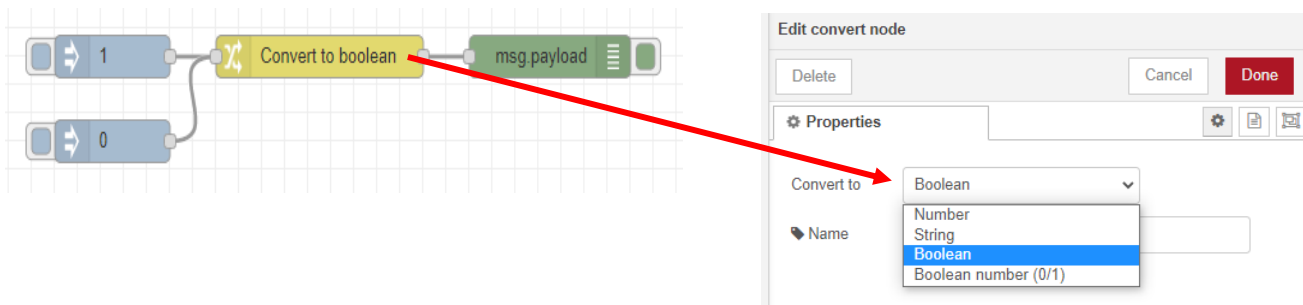 1
Convert to boolean
msg.payload
0
Edit convert node
Delete
Cancel
Done
Properties
Convert to
Boolean
Number
String
Boolean
Boolean number (0/1)
Name